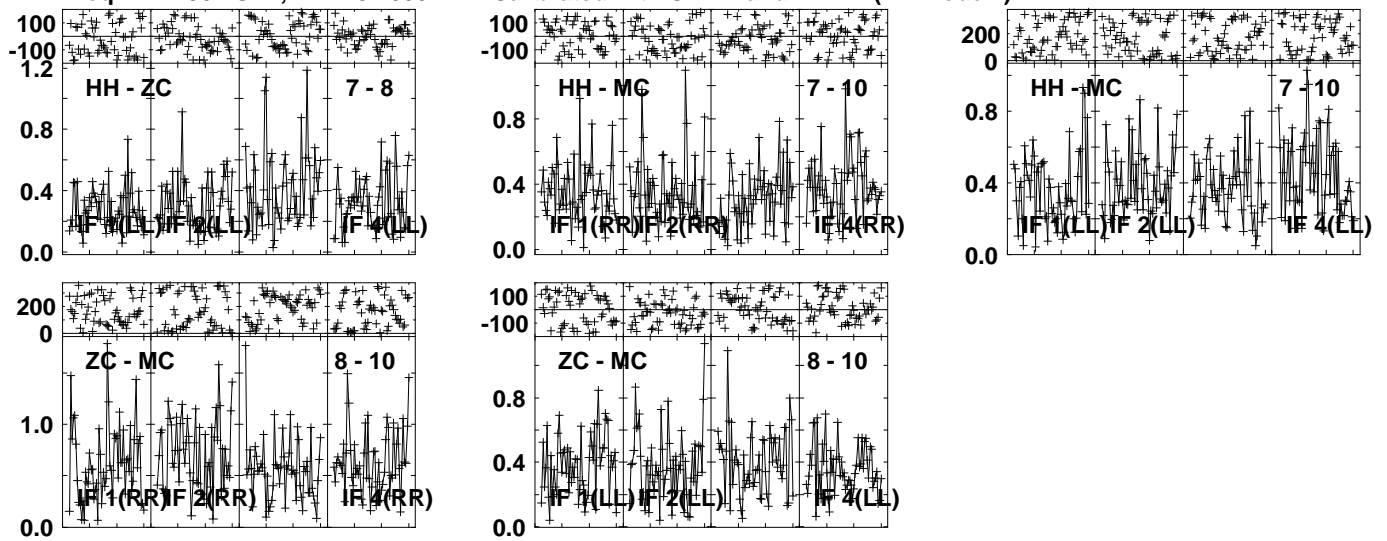 100
-100
1.2
0.8
0.4
0.0
HH - ZC
7 - 8
IF 2(LL)
IF 4(LL)
100
-100
0.8
0.4
0.0
HH - MC
7 - 10
IF 1(RR)
IF 2(RR)
IF 4(RR)
200
0
0.8
0.4
0.0
HH - MC
7 - 10
IF 1(LL)
IF 2(LL)
IF 4(LL)
200
0
1.0
0.0
ZC - MC
8 - 10
IF 1(RR)
IF 2(RR)
IF 4(RR)
100
-100
0.8
0.4
0.0
ZC - MC
8 - 10
IF 1(LL)
IF 2(LL)
IF 4(LL)